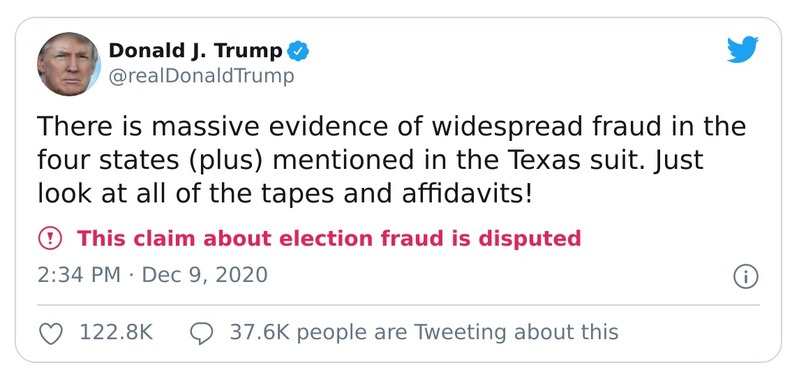 Donald J. Trump
@realDonaldTrump
There is massive evidence of widespread fraud in the
four states (plus) mentioned in the Texas suit. Just
look at all of the tapes and affidavits!
This claim about election fraud is disputed
2:34 PM · Dec 9, 2020
122.8K 37.6K people are Tweeting about this